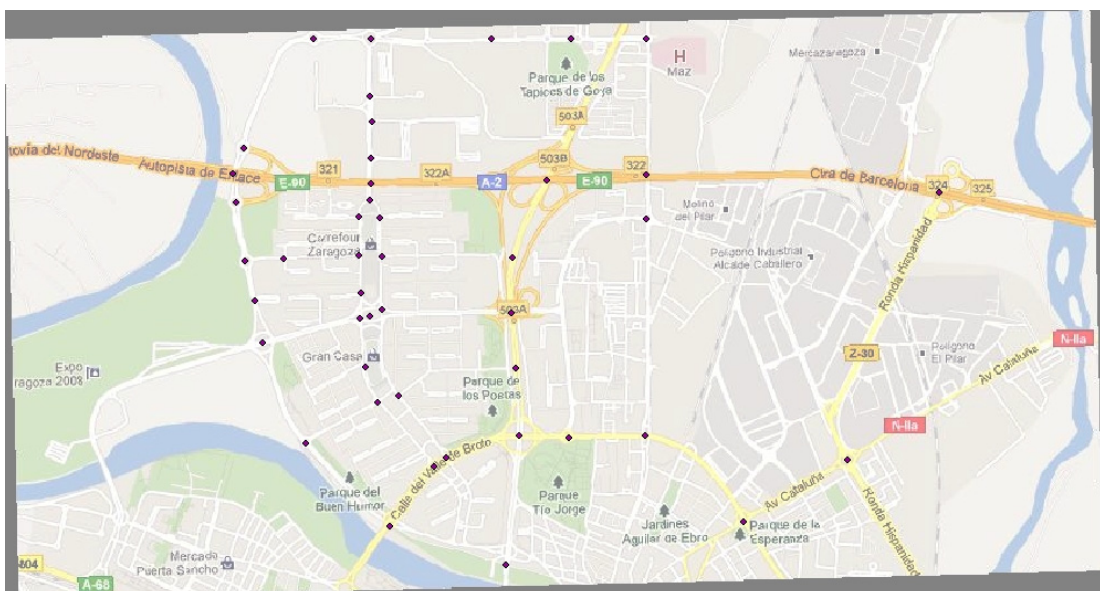 H
Maz
Mercazaragoza
Parque de los
Tapices de Goya
503A
503B
322
ovía del Nordeste
Autopista de Enlace
E-90
321
322A
A-2
E-90
Ctra de Barcelona
324
325
Molino
del Pilar
Carrefour
Zaragoza
Polígono Industrial
Alcalde Caballero
Ronda Hispanidad
503A
Gran Casa
Expo
ragoza 2008
Z-30
Polígono
El Pilar
N-IIa
Av Cataluña
Parque de
los Poetas
N-IIa
Calle del Valle de Broto
Parque del
Buen Humor
Parque
Tío Jorge
Av Cataluña
Jardines
Aguilar de Ebro
Parque de la
Esperanza
Ronda Hispanidad
Mercado
Puerta Sancho
404
A-68